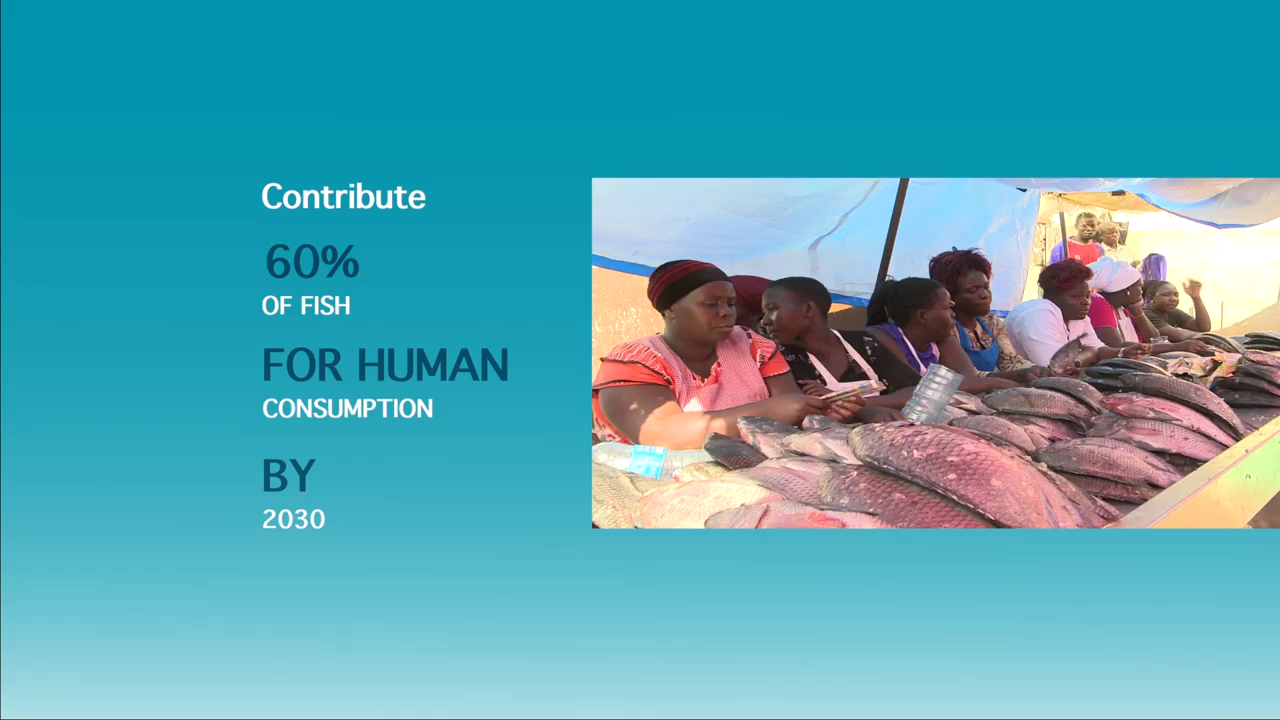 Contribute
60%
OF FISH
FOR HUMAN
CONSUMPTION
BY
2030